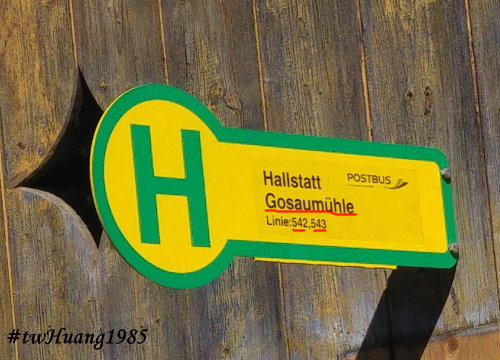 H
Hallstatt
POSTBUS
Gosaumühle
Linie:542,543
#twHuang1985